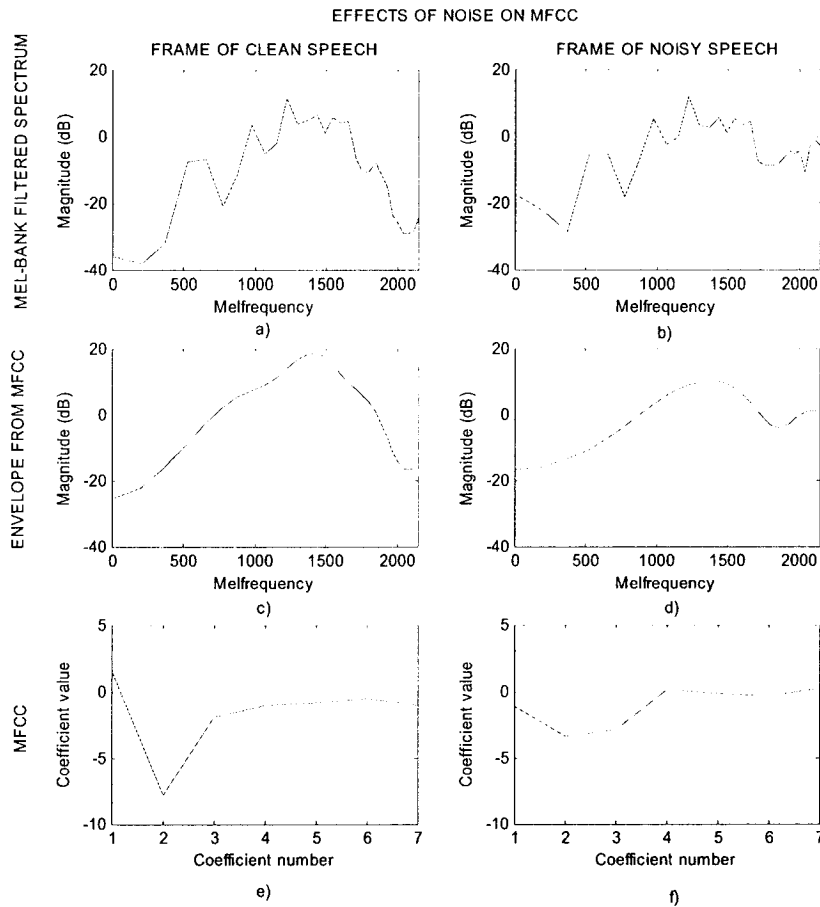 EFFECTS OF NOISE ON MFCC
FRAME OF CLEAN SPEECH
FRAME OF NOISY SPEECH
MEL-BANK FILTERED SPECTRUM
Magnitude (dB)
20
0
-20
-40
0 500 1000 1500 2000
Melfrequency
a)
Magnitude (dB)
20
0
-20
-40
0 500 1000 1500 2000
Melfrequency
b)
ENVELOPE FROM MFCC
Magnitude (dB)
20
0
-20
-40
0 500 1000 1500 2000
Melfrequency
c)
Magnitude (dB)
20
0
-20
-40
0 500 1000 1500 2000
Melfrequency
d)
MFCC
Coefficient value
5
0
-5
-10
1 2 3 4 5 6 7
Coefficient number
e)
Coefficient value
5
0
-5
-10
1 2 3 4 5 6 7
Coefficient number
f)